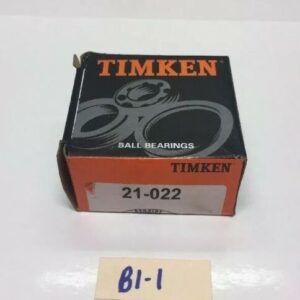 TIMKEN
BALL BEARINGS
TIMKEN
21-022
B1-1